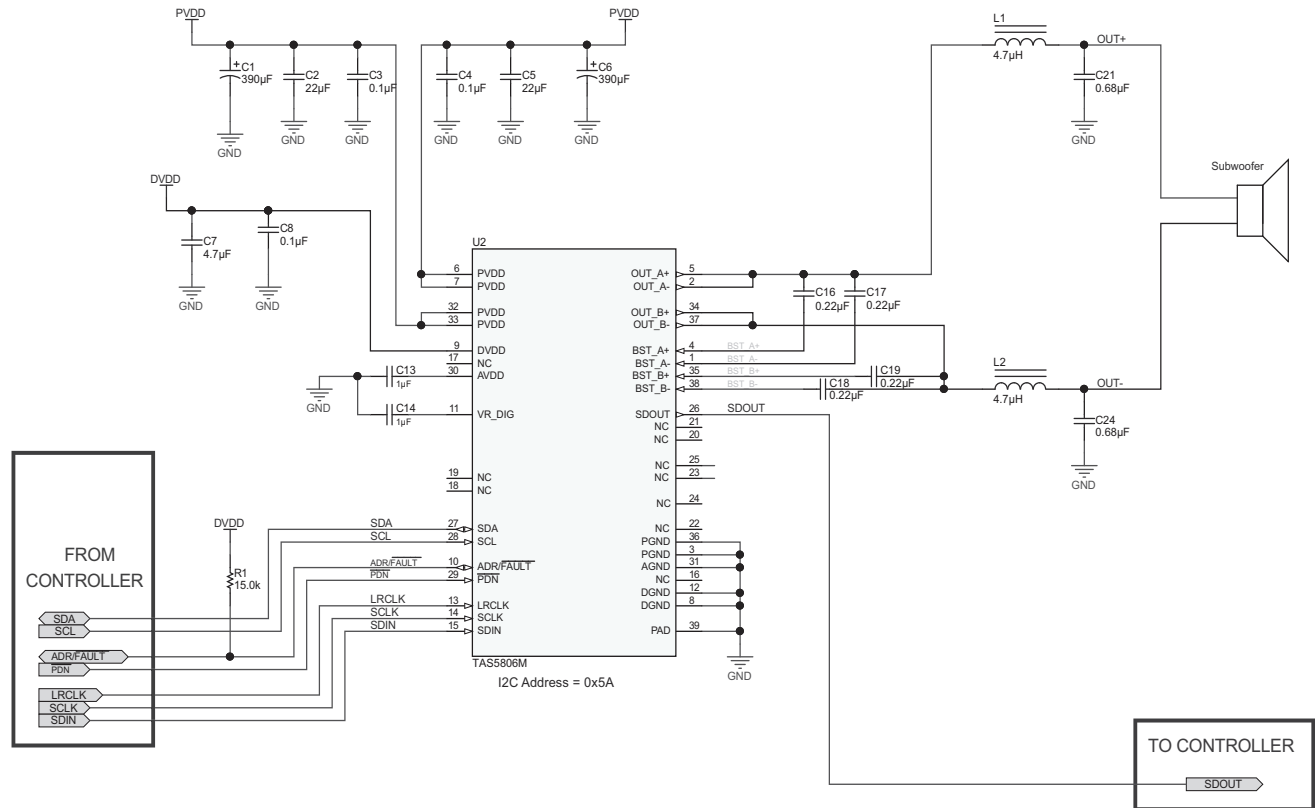 PVDD
C1
390µF
C2
22µF
C3
0.1µF
GND
GND
GND
PVDD
C4
0.1µF
C5
22µF
C6
390µF
GND
GND
GND
L1
4.7µH
OUT+
C21
0.68µF
GND
Subwoofer
DVDD
C7
4.7µF
C8
0.1µF
GND
GND
U2
6 PVDD
7 PVDD
32 PVDD
33 PVDD
9 DVDD
17 NC
30 AVDD
11 VR_DIG
19 NC
18 NC
27 SDA
28 SCL
10 ADR/FAULT
29 PDN
13 LRCLK
14 SCLK
15 SDIN
OUT_A+ 5
OUT_A- 2
OUT_B+ 34
OUT_B- 37
BST_A+ 4
BST_A- 1
BST_B+ 35
BST_B- 38
SDOUT 26
NC 21
NC 20
NC 25
NC 23
NC 24
NC 22
PGND 36
PGND 3
AGND 31
NC 16
DGND 12
DGND 8
PAD 39
TAS5806M
I2C Address = 0x5A
C13
1µF
C14
1µF
GND
BST_A+
BST_A-
BST_B+
BST_B-
SDOUT
C16
0.22µF
C17
0.22µF
C19
0.22µF
C18
0.22µF
L2
4.7µH
OUT-
C24
0.68µF
GND
GND
SDA
SCL
ADR/FAULT
PDN
LRCLK
SCLK
SDIN
DVDD
R1
15.0k
FROM
CONTROLLER
SDA
SCL
ADR/FAULT
PDN
LRCLK
SCLK
SDIN
TO CONTROLLER
SDOUT